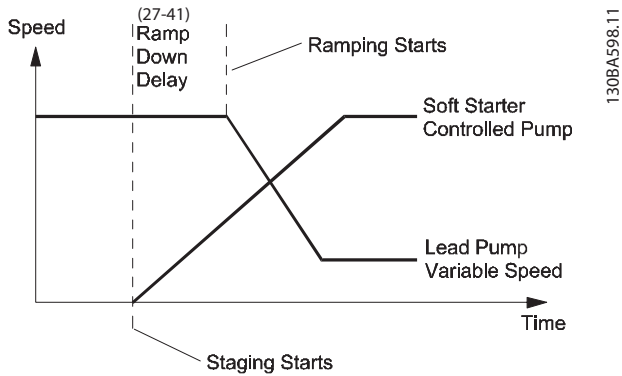 (27-41)
Speed
Ramp
Down
Delay
Ramping Starts
130BA598.11
Soft Starter
Controlled Pump
Lead Pump
Variable Speed
Time
Staging Starts